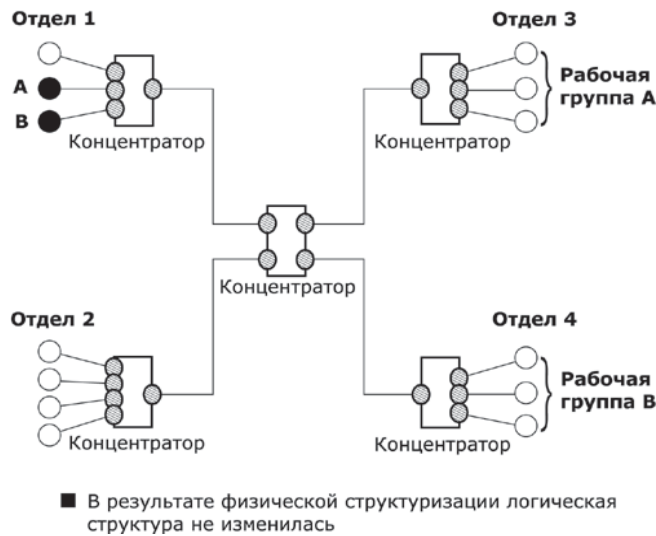 Отдел 1
Отдел 3
A
B
Рабочая
группа A
Концентратор
Концентратор
Концентратор
Отдел 2
Отдел 4
Рабочая
группа B
Концентратор
Концентратор
В результате физической структуризации логическая
структура не изменилась